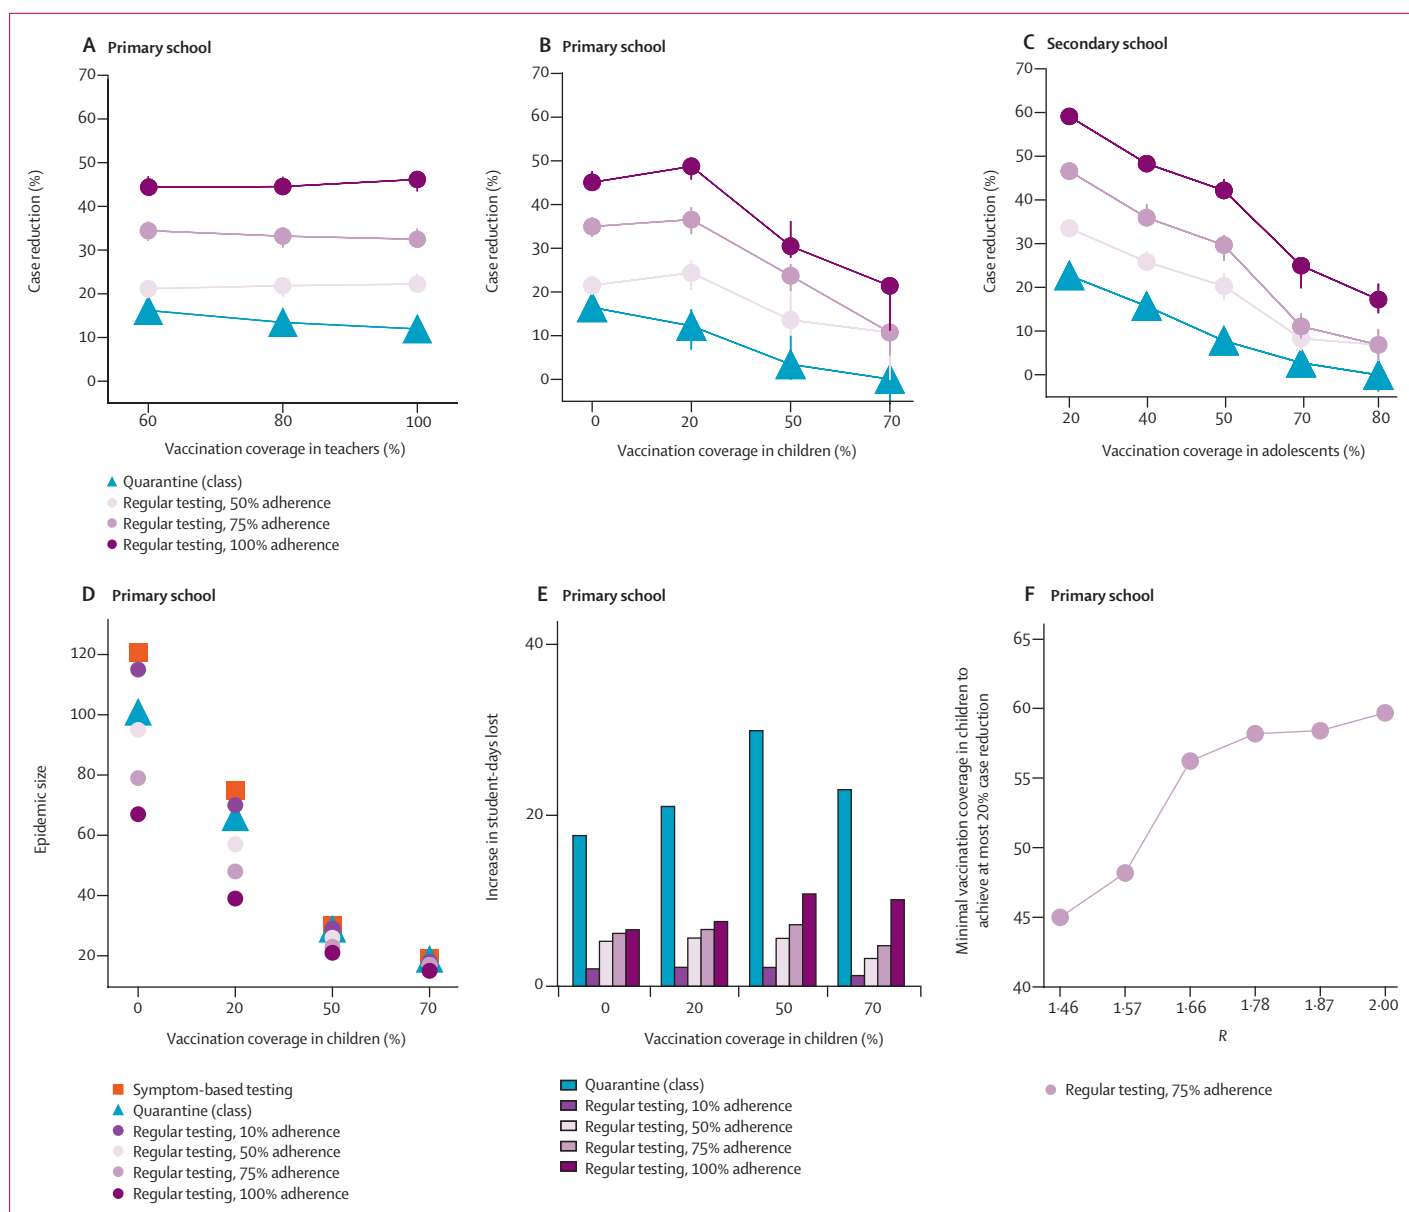 A Primary school
70
60
50
40
30
20
10
0
Case reduction (%)
60 80 100
Vaccination coverage in teachers (%)
Quarantine (class)
Regular testing, 50% adherence
Regular testing, 75% adherence
Regular testing, 100% adherence
B Primary school
70
60
50
40
30
20
10
0
Case reduction (%)
0 20 50 70
Vaccination coverage in children (%)
C Secondary school
70
60
50
40
30
20
10
0
Case reduction (%)
20 40 50 70 80
Vaccination coverage in adolescents (%)
D Primary school
120
100
80
60
40
20
Epidemic size
0 20 50 70
Vaccination coverage in children (%)
Symptom-based testing
Quarantine (class)
Regular testing, 10% adherence
Regular testing, 50% adherence
Regular testing, 75% adherence
Regular testing, 100% adherence
E Primary school
40
20
0
Increase in student-days lost
0 20 50 70
Vaccination coverage in children (%)
Quarantine (class)
Regular testing, 10% adherence
Regular testing, 50% adherence
Regular testing, 75% adherence
Regular testing, 100% adherence
F Primary school
65
60
55
50
45
40
Minimal vaccination coverage in children to
achieve at most 20% case reduction
1·46 1·57 1·66 1·78 1·87 2·00
R
Regular testing, 75% adherence